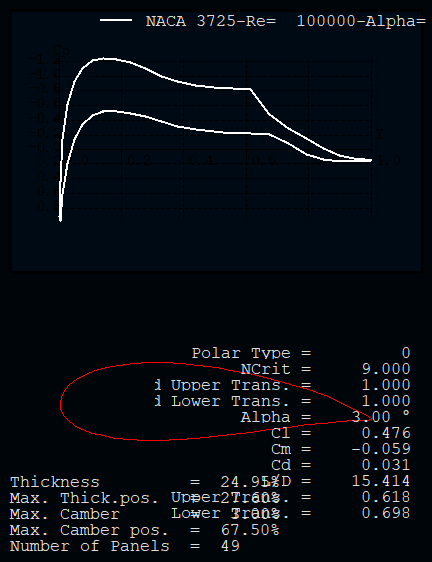 NACA 3725-Re=  100000-Alpha=
Polar Type =         0
NCrit =     9.000
d Upper Trans. =     1.000
d Lower Trans. =     1.000
Alpha =     3.00 °
Cl =     0.476
Cm =    -0.059
Cd =     0.031
Thickness         =  24.95%
L/D =    15.414
Max. Thick.pos.   =  27.60%
Upper Trans. =     0.618
Max. Camber       =  3.00%
Lower Trans. =     0.698
Max. Camber pos.  =  67.50%
Number of Panels  =  49